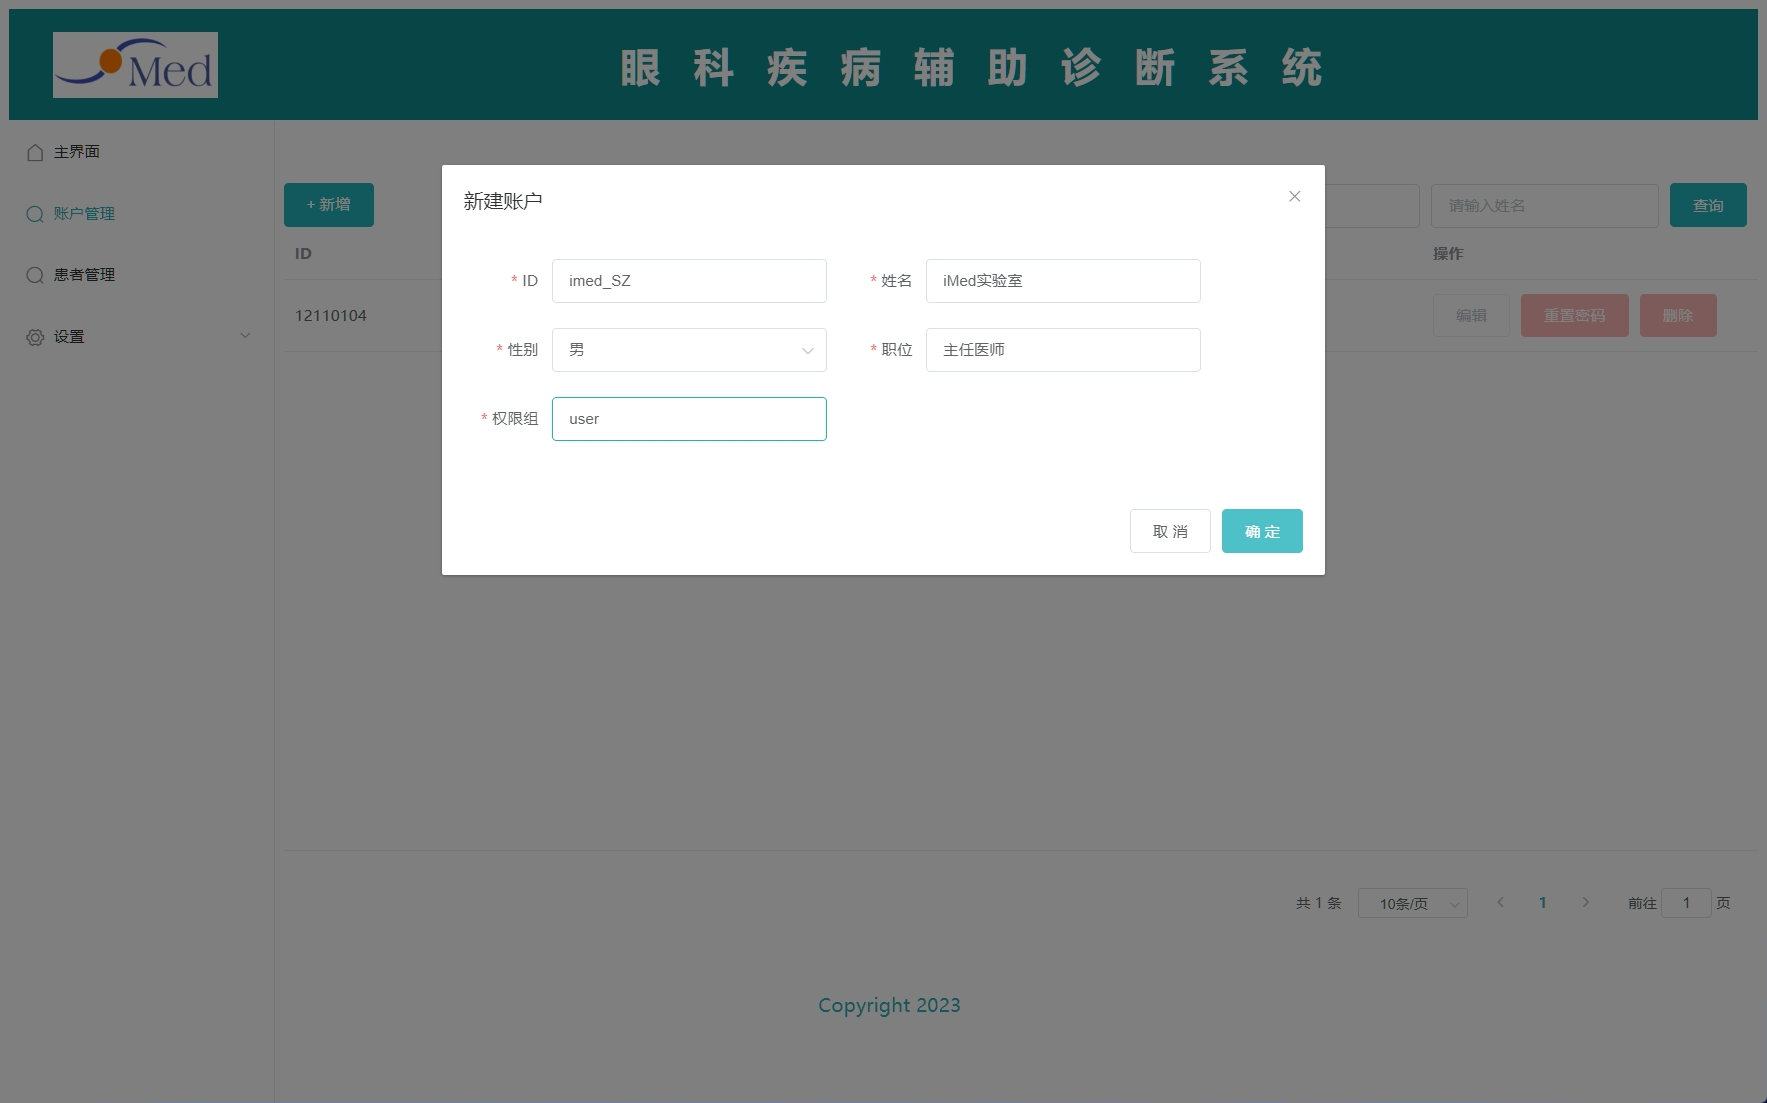 Med
眼科疾病辅助诊断系统
主界面
账户管理
患者管理
设置
+ 新增
请输入姓名
查询
ID
操作
12110104
编辑
重置密码
删除
新建账户
* ID
imed_SZ
* 姓名
iMed实验室
* 性别
男
* 职位
主任医师
* 权限组
user
取 消
确 定
共 1 条
10条/页
1
前往
1
页
Copyright 2023